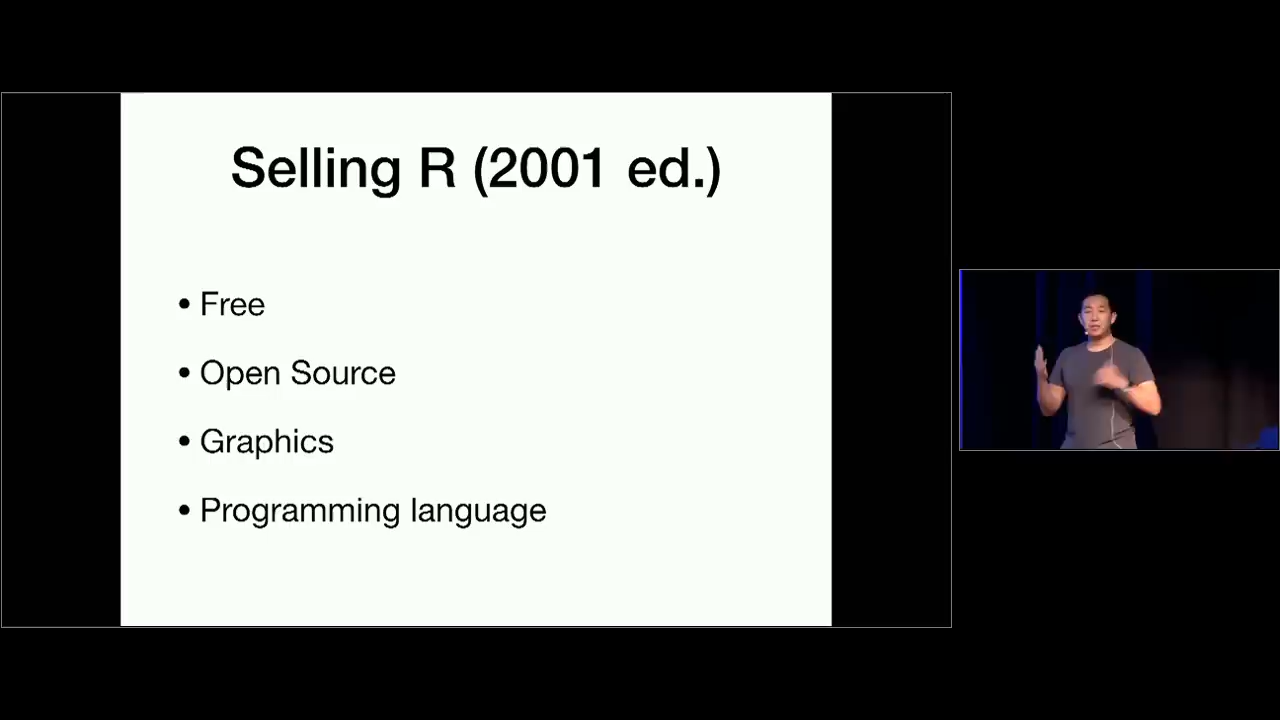 Selling R (2001 ed.)
• Free
• Open Source
• Graphics
• Programming language